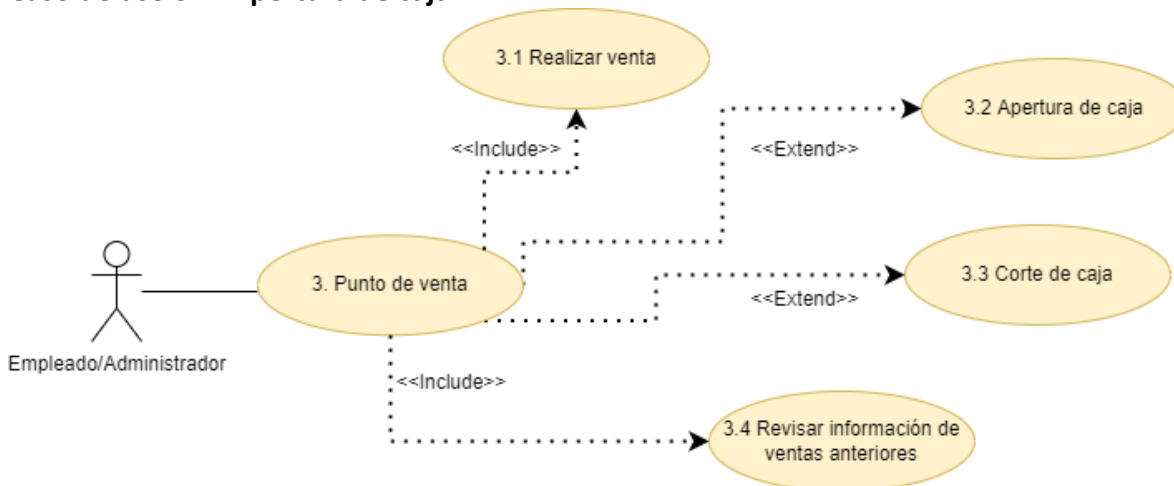 3.1 Realizar venta
<<Include>>
3.2 Apertura de caja
<<Extend>>
3. Punto de venta
3.3 Corte de caja
<<Extend>>
Empleado/Administrador
<<Include>>
3.4 Revisar información de
ventas anteriores